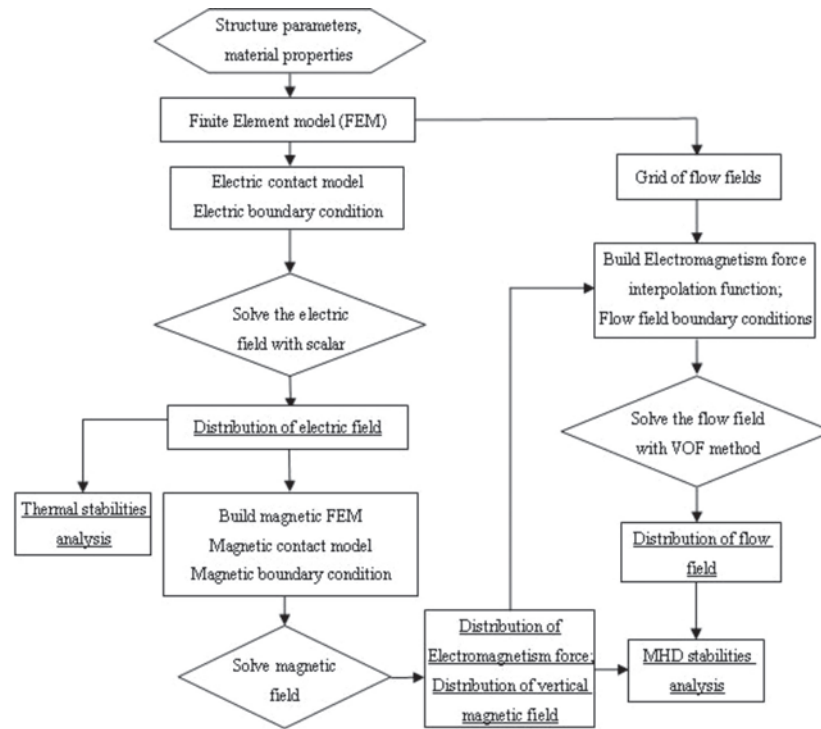 Structure parameters,
material properties
Finite Element model (FEM)
Electric contact model
Electric boundary condition
Solve the electric
field with scalar
Distribution of electric field
Thermal stabilities
analysis
Build magnetic FEM
Magnetic contact model
Magnetic boundary condition
Solve magnetic
field
Distribution of
Electromagnetism force;
Distribution of vertical
magnetic field
Grid of flow fields
Build Electromagnetism force
interpolation function;
Flow field boundary conditions
Solve the flow field
with VOF method
Distribution of flow
field
MHD stabilities
analysis